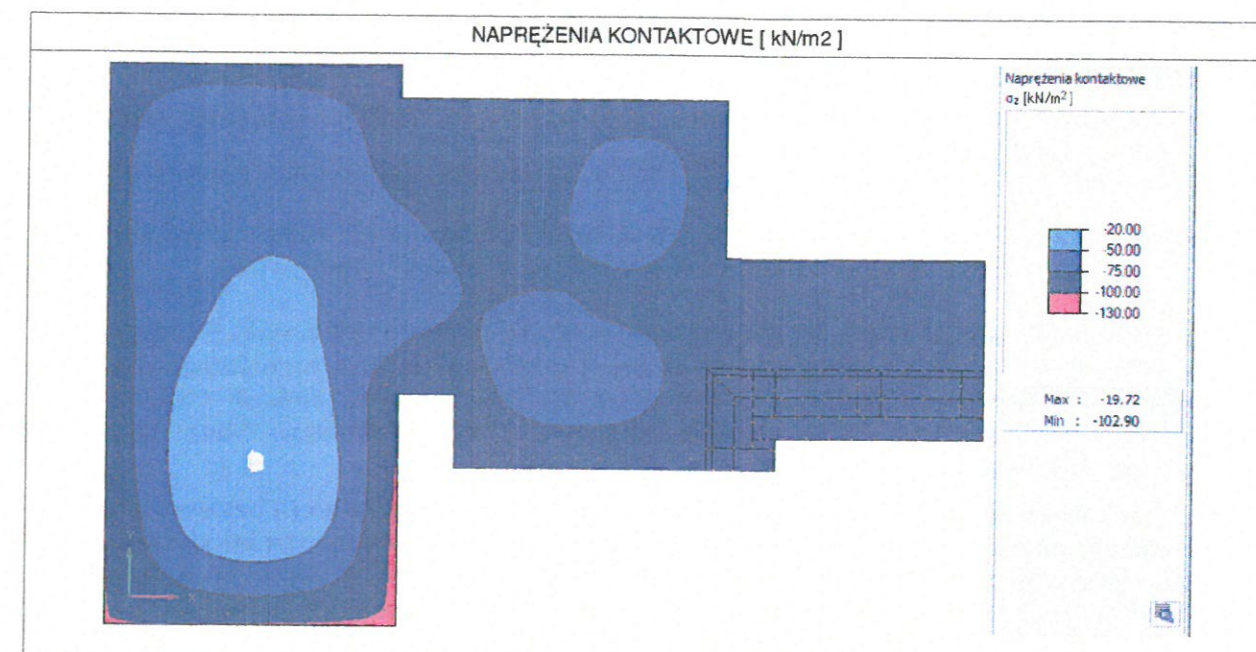 NAPRĘŻENIA KONTAKTOWE [ kN/m2 ]
Naprężenia kontaktowe
σz [kN/m²]
-20.00
-50.00
-75.00
-100.00
-130.00
Max : -19.72
Min : -102.90